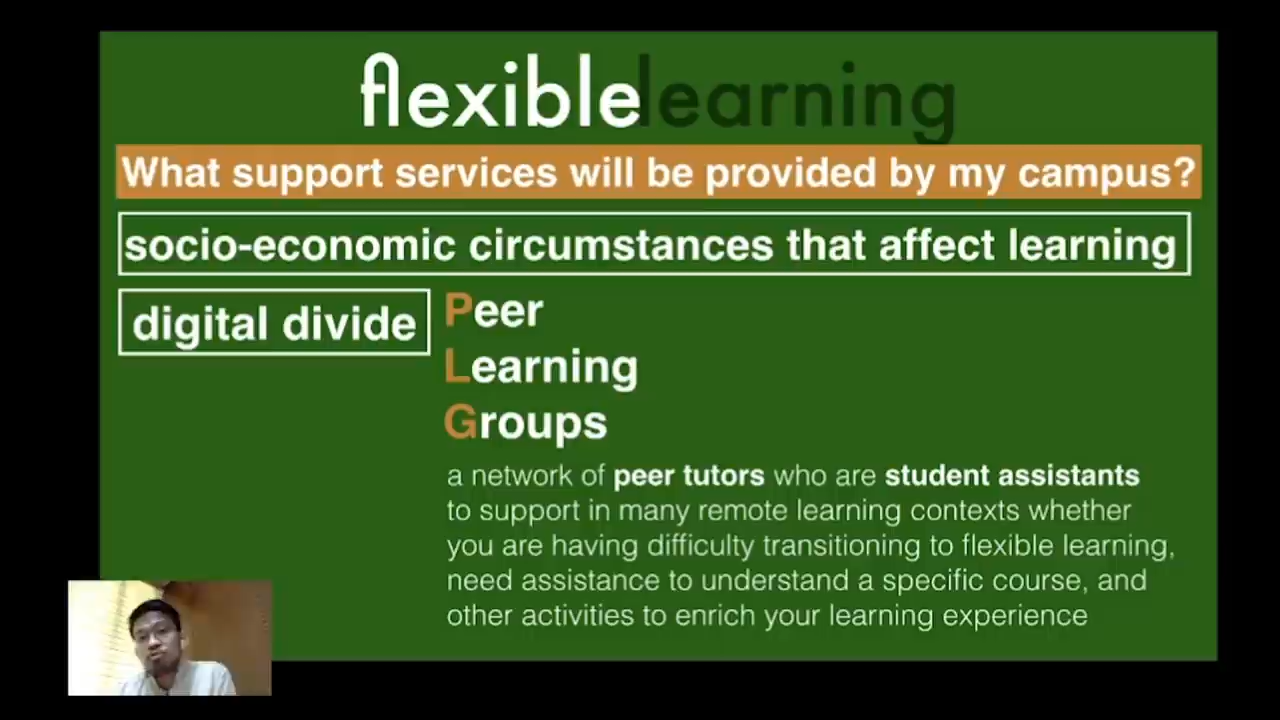 flexiblelearning
What support services will be provided by my campus?
socio-economic circumstances that affect learning
digital divide
Peer
Learning
Groups
a network of peer tutors who are student assistants
to support in many remote learning contexts whether
you are having difficulty transitioning to flexible learning,
need assistance to understand a specific course, and
other activities to enrich your learning experience